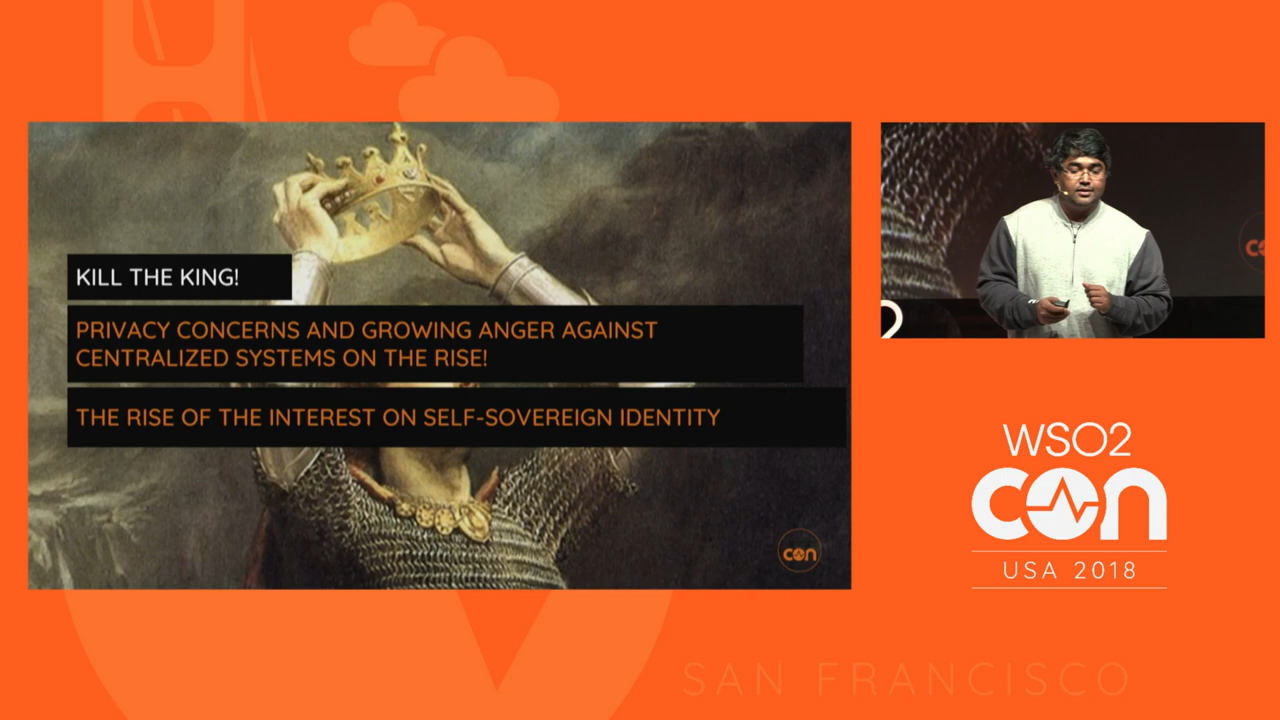 KILL THE KING!
PRIVACY CONCERNS AND GROWING ANGER AGAINST
CENTRALIZED SYSTEMS ON THE RISE!
THE RISE OF THE INTEREST ON SELF-SOVEREIGN IDENTITY
con
WSO2
con
USA 2018
SAN FRANCISCO